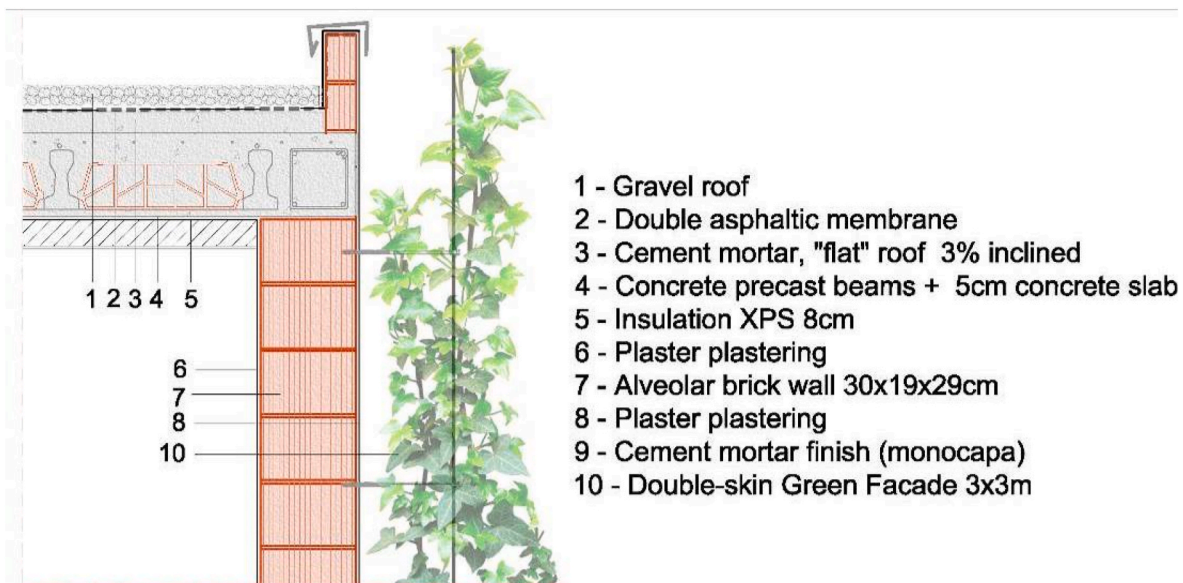 1 2 3 4 5
6
7
8
10
1 - Gravel roof
2 - Double asphaltic membrane
3 - Cement mortar, "flat" roof 3% inclined
4 - Concrete precast beams + 5cm concrete slab
5 - Insulation XPS 8cm
6 - Plaster plastering
7 - Alveolar brick wall 30x19x29cm
8 - Plaster plastering
9 - Cement mortar finish (monocapa)
10 - Double-skin Green Facade 3x3m